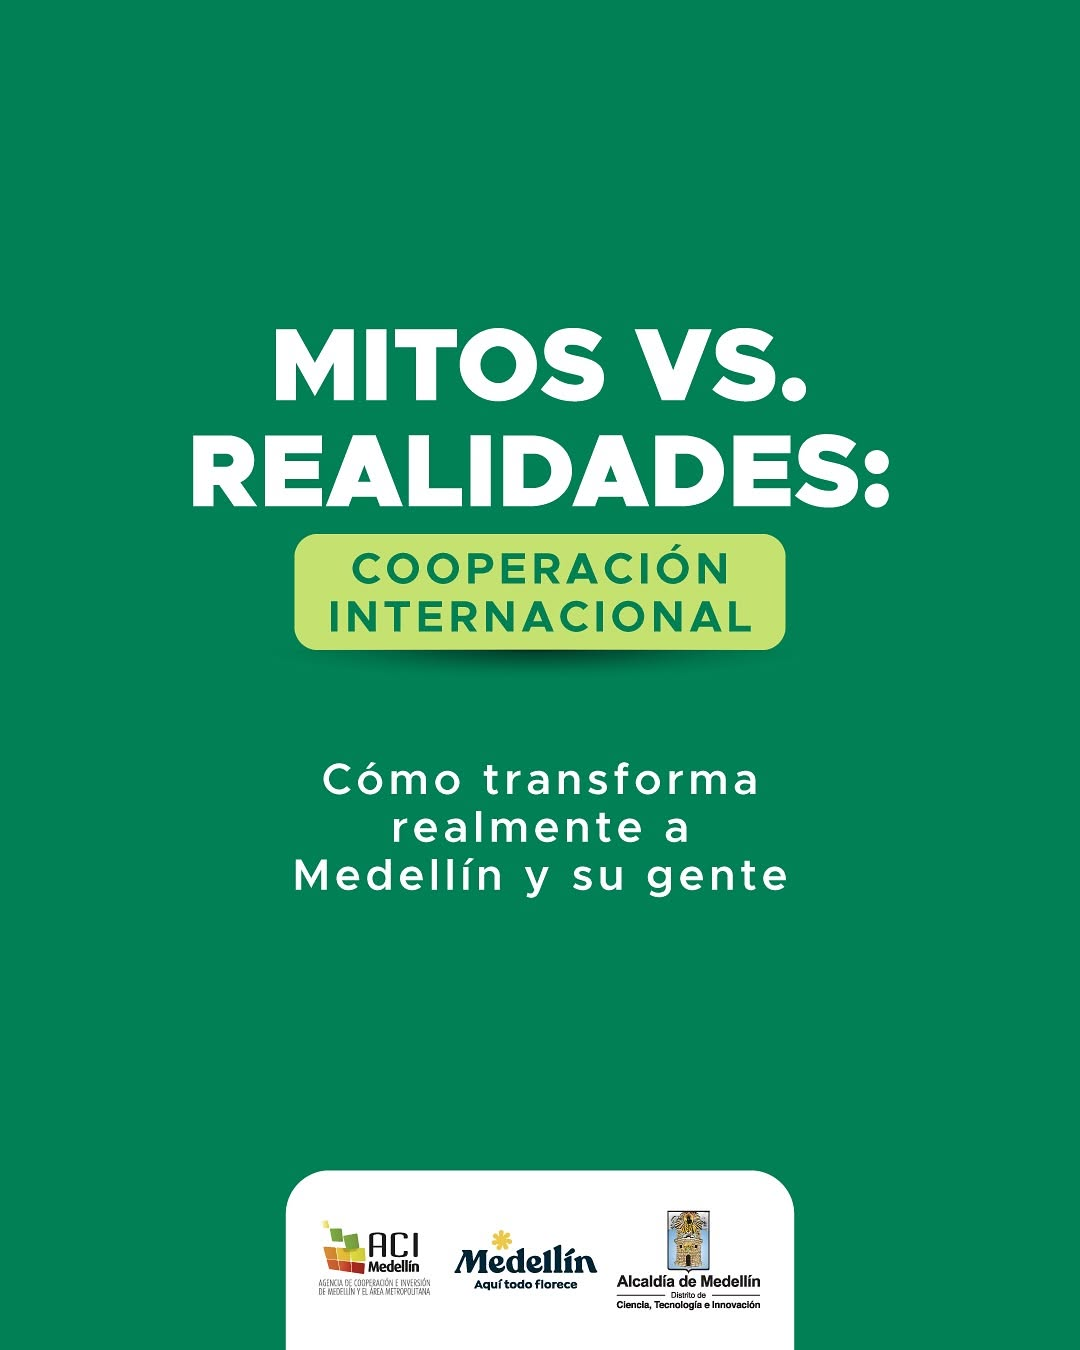 MITOS VS.
REALIDADES:
COOPERACIÓN
INTERNACIONAL
Cómo transforma
realmente a
Medellín y su gente
ACI
Medellín
AGENCIA DE COOPERACIÓN E INVERSIÓN
DE MEDELLÍN Y EL ÁREA METROPOLITANA
Medellín
Aquí todo florece
Alcaldía de Medellín
Distrito de
Ciencia, Tecnología e Innovación